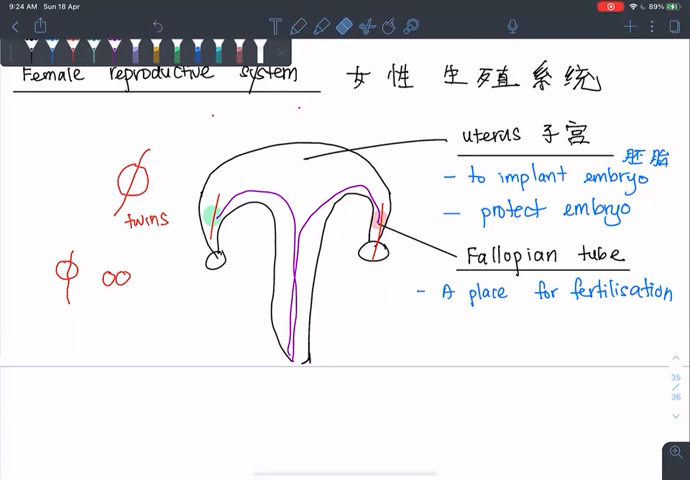 9:24 AM Sun 18 Apr
89%
Female reproductive system 女性 生殖系统
uterus 子宫
胚胎
- to implant embryo
- protect embryo
Fallopian tube
- A place for fertilisation
twins
35
/
36